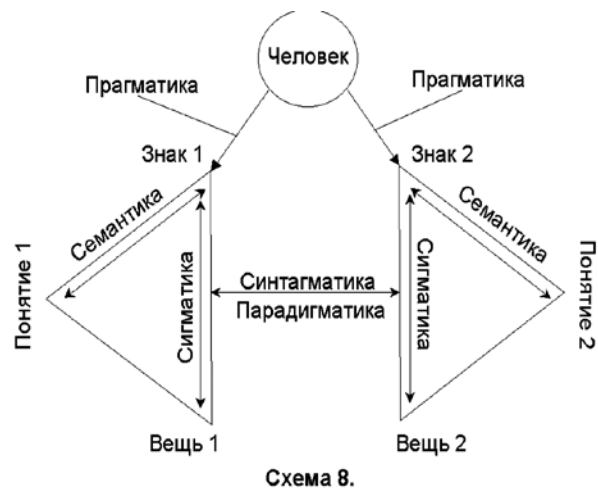 Человек
Прагматика
Прагматика
Знак 1
Знак 2
Семантика
Семантика
Понятие 1
Сигматика
Синтагматика
Парадигматика
Сигматика
Понятие 2
Вещь 1
Вещь 2
Схема 8.